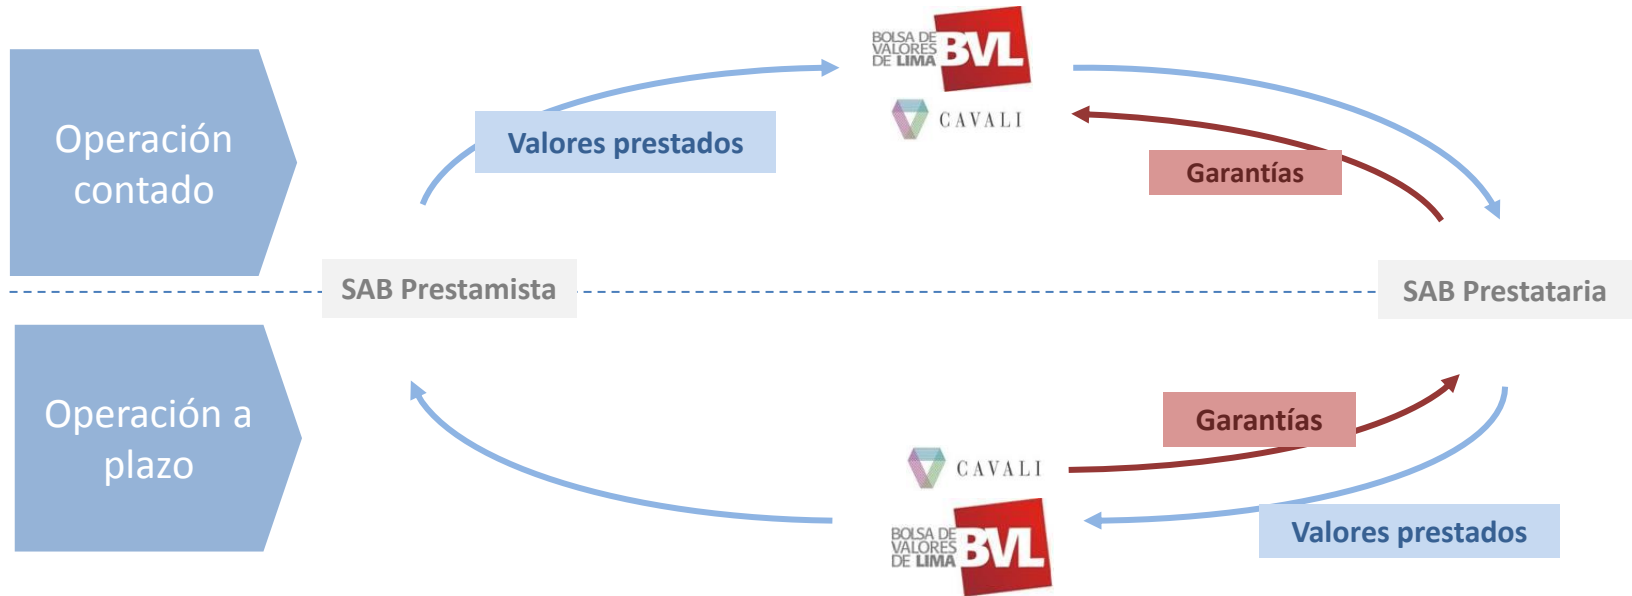 BOLSA DE
VALORES
DE LIMA
BVL
CAVALI
Operación
contado
Valores prestados
Garantías
SAB Prestamista
SAB Prestataria
Operación a
plazo
Garantías
CAVALI
BOLSA DE
VALORES
DE LIMA
BVL
Valores prestados